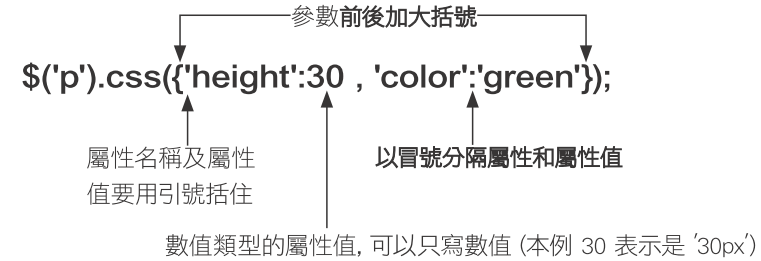 參數前後加大括號
$('p').css({'height':30 , 'color':'green'});
屬性名稱及屬性
值要用引號括住
以冒號分隔屬性和屬性值
數值類型的屬性值, 可以只寫數值 (本例 30 表示是 '30px')